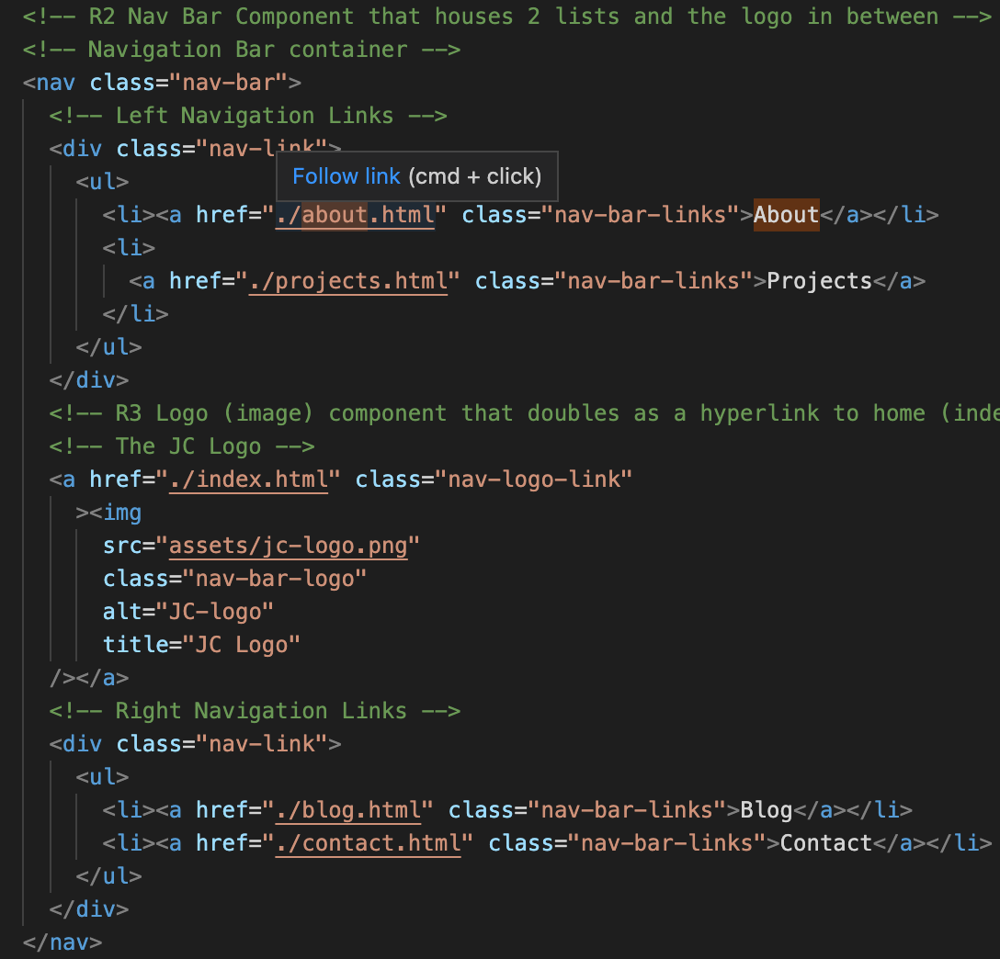 <!-- R2 Nav Bar Component that houses 2 lists and the logo in between -->
<!-- Navigation Bar container -->
<nav class="nav-bar">
<!-- Left Navigation Links -->
<div class="nav-link">
<ul>
Follow link (cmd + click)
<li><a href="./about.html" class="nav-bar-links">About</a></li>
<li>
<a href="./projects.html" class="nav-bar-links">Projects</a>
</li>
</ul>
</div>
<!-- R3 Logo (image) component that doubles as a hyperlink to home (inde
<!-- The JC Logo -->
<a href="./index.html" class="nav-logo-link"
><img
src="assets/jc-logo.png"
class="nav-bar-logo"
alt="JC-logo"
title="JC Logo"
/></a>
<!-- Right Navigation Links -->
<div class="nav-link">
<ul>
<li><a href="./blog.html" class="nav-bar-links">Blog</a></li>
<li><a href="./contact.html" class="nav-bar-links">Contact</a></li>
</ul>
</div>
</nav>